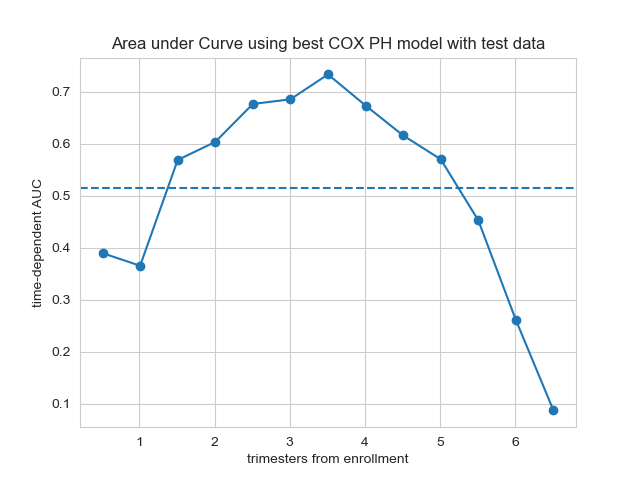 Area under Curve using best COX PH model with test data
time-dependent AUC
0.7
0.6
0.5
0.4
0.3
0.2
0.1
1 2 3 4 5 6
trimesters from enrollment